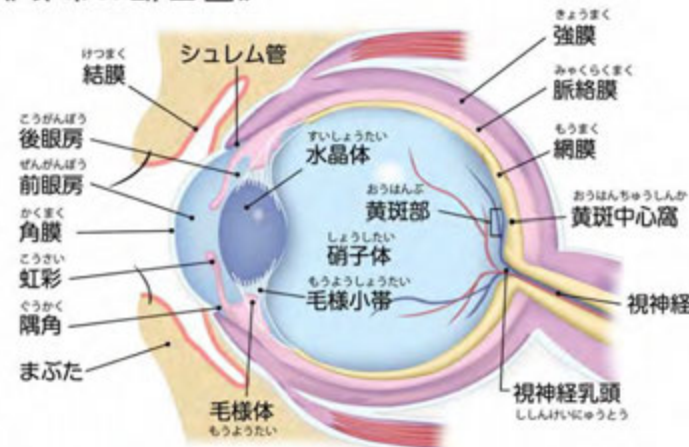 けつまく
結膜
シュレム管
こうがんぼう
後眼房
ぜんがんぼう
前眼房
かくまく
角膜
こうさい
虹彩
ぐうかく
隅角
まぶた
毛様体
もうようたい
すいしょうたい
水晶体
おうはんぶ
黄斑部
しょうしたい
硝子体
もうようしょうたい
毛様小帯
きょうまく
強膜
みゃくらくまく
脈絡膜
もうまく
網膜
おうはんちゅうしんか
黄斑中心窩
視神経
視神経乳頭
ししんけいにゅうとう